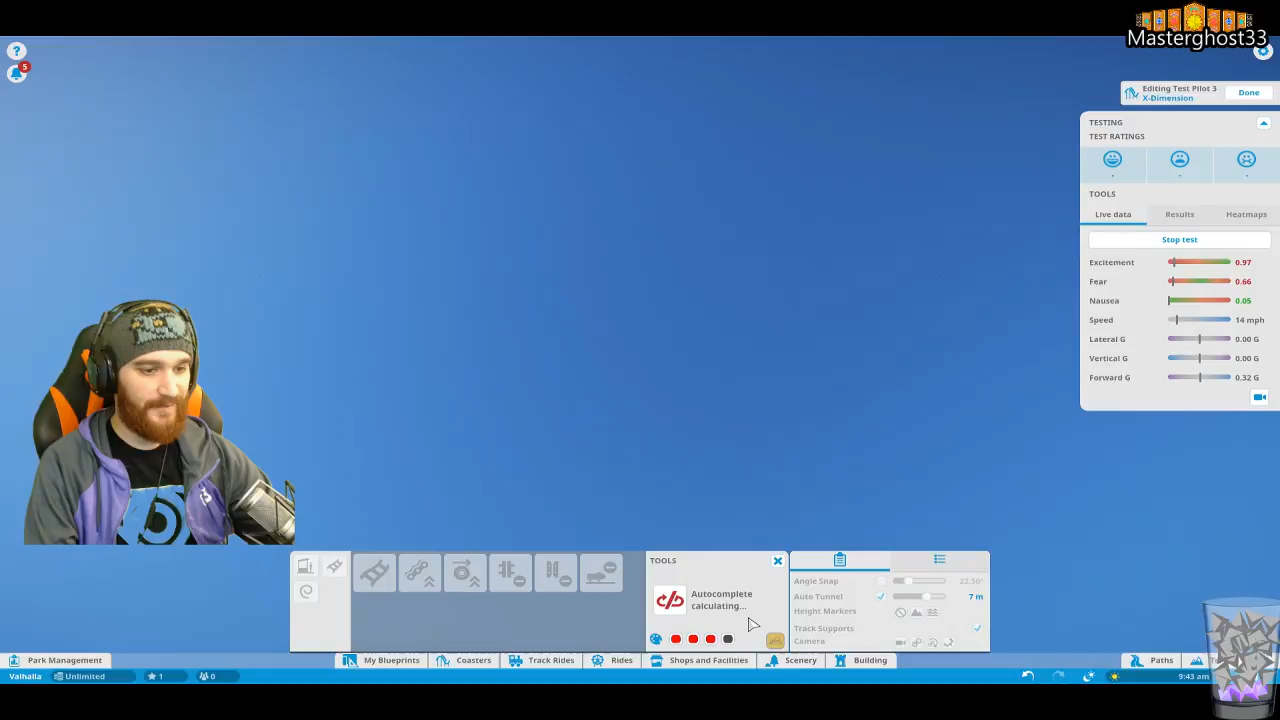 Masterghost33
?
5
Editing Test Pilot 3
X-Dimension
Done
TESTING
TEST RATINGS
- - -
TOOLS
Live data Results Heatmaps
Stop test
Excitement 0.97
Fear 0.66
Nausea 0.05
Speed 14 mph
Lateral G 0.00 G
Vertical G 0.00 G
Forward G 0.32 G
TOOLS
Autocomplete
calculating...
Angle Snap 22.50°
Auto Tunnel 7 m
Height Markers
Track Supports
Camera
Park Management My Blueprints Coasters Track Rides Rides Shops and Facilities Scenery Building Paths
Valhalla Unlimited 1 0 9:43 am